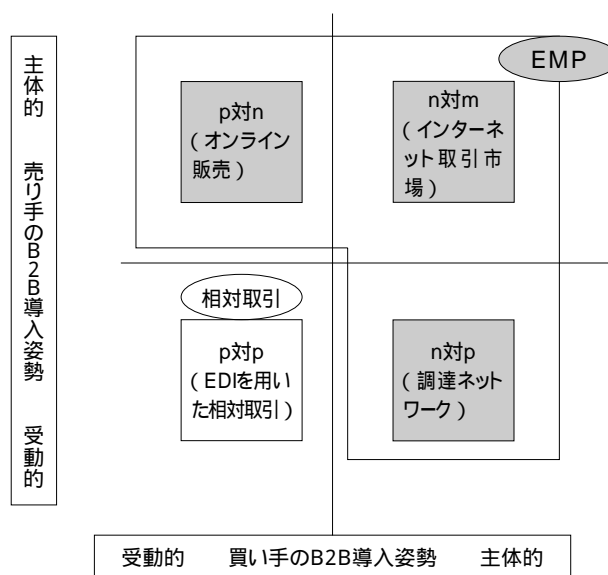 EMP
主体的 売り手のB2B導入姿勢 受動的
p対n
(オンライン
販売)
n対m
(インターネ
ット取引市
場)
相対取引
p対p
(EDIを用い
た相対取引)
n対p
(調達ネット
ワーク)
受動的 買い手のB2B導入姿勢 主体的